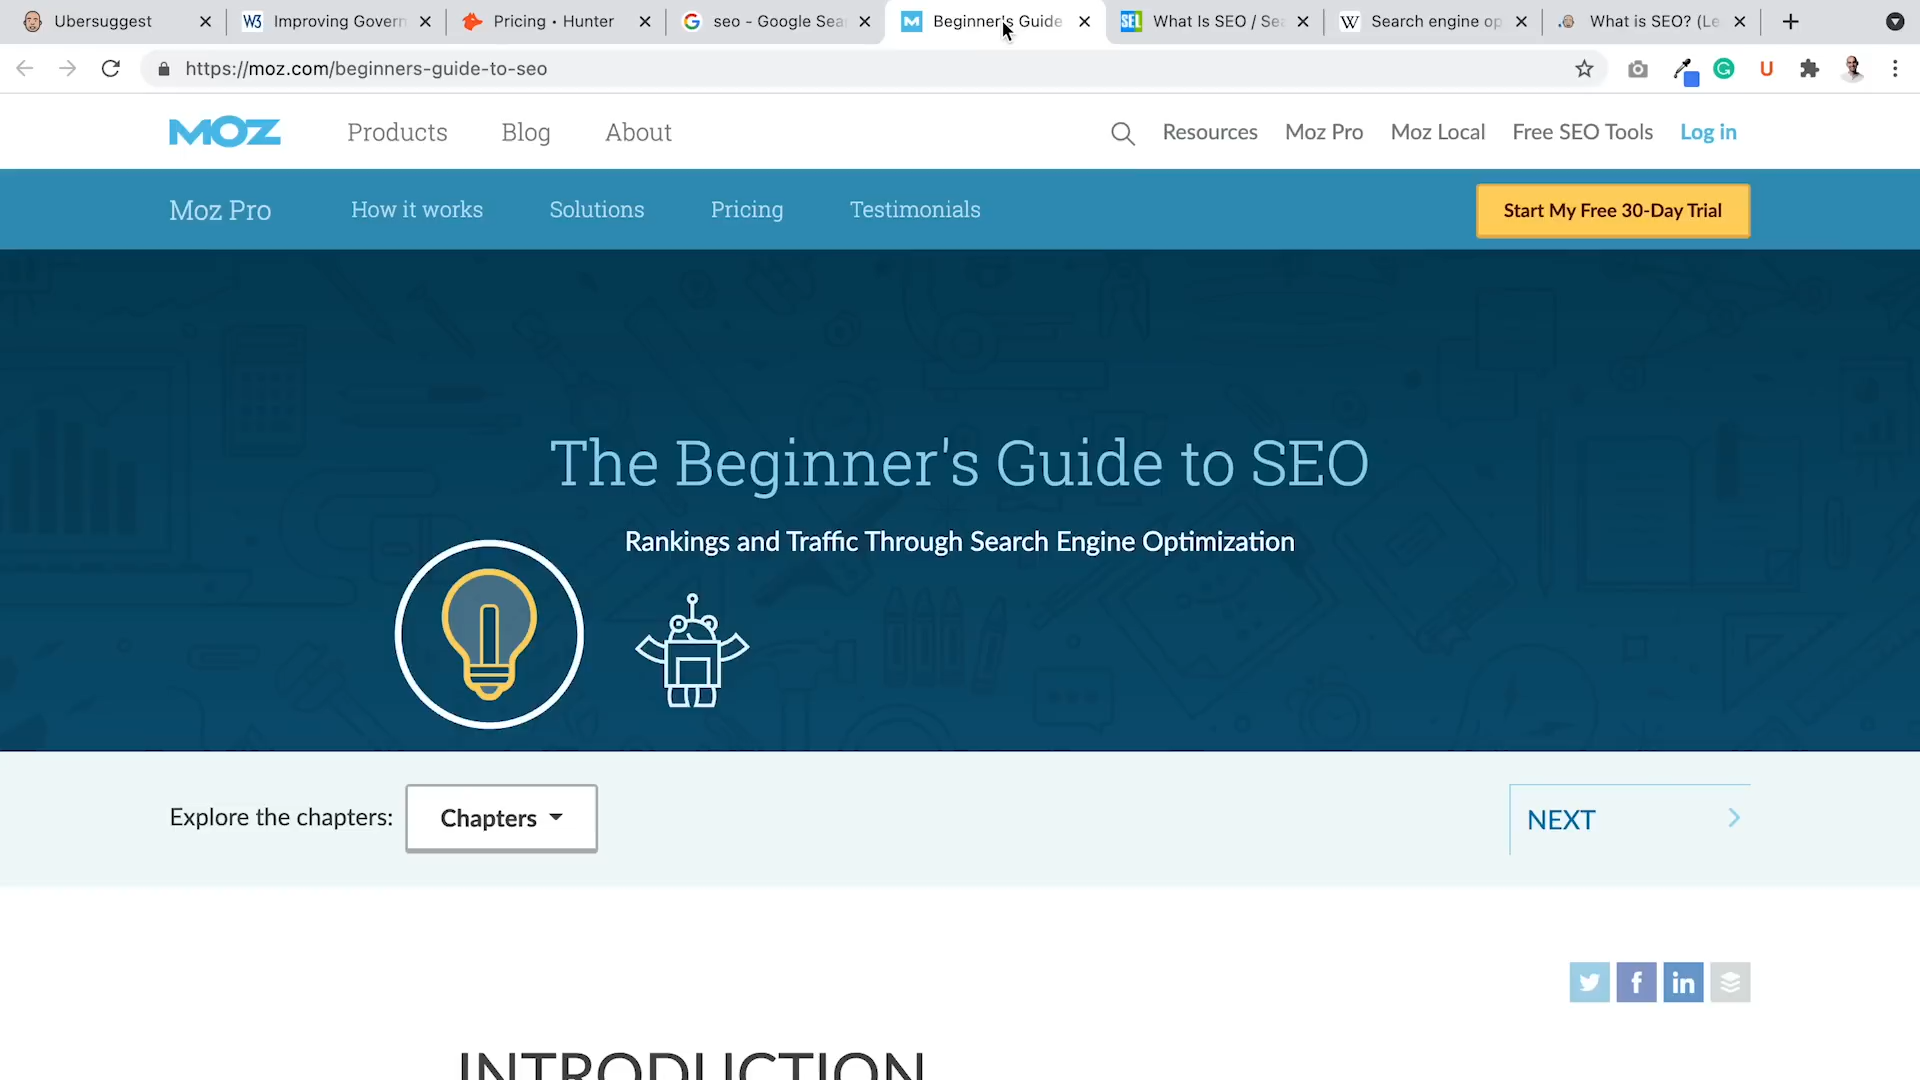 Ubersuggest
Improving Govern
Pricing • Hunter
seo - Google Sea
Beginner's Guide
What Is SEO / Se
Search engine op
What is SEO? (Le
https://moz.com/beginners-guide-to-seo
MOZ
Products
Blog
About
Resources
Moz Pro
Moz Local
Free SEO Tools
Log in
Moz Pro
How it works
Solutions
Pricing
Testimonials
Start My Free 30-Day Trial
The Beginner's Guide to SEO
Rankings and Traffic Through Search Engine Optimization
Explore the chapters:
Chapters
NEXT
INTRODUCTION